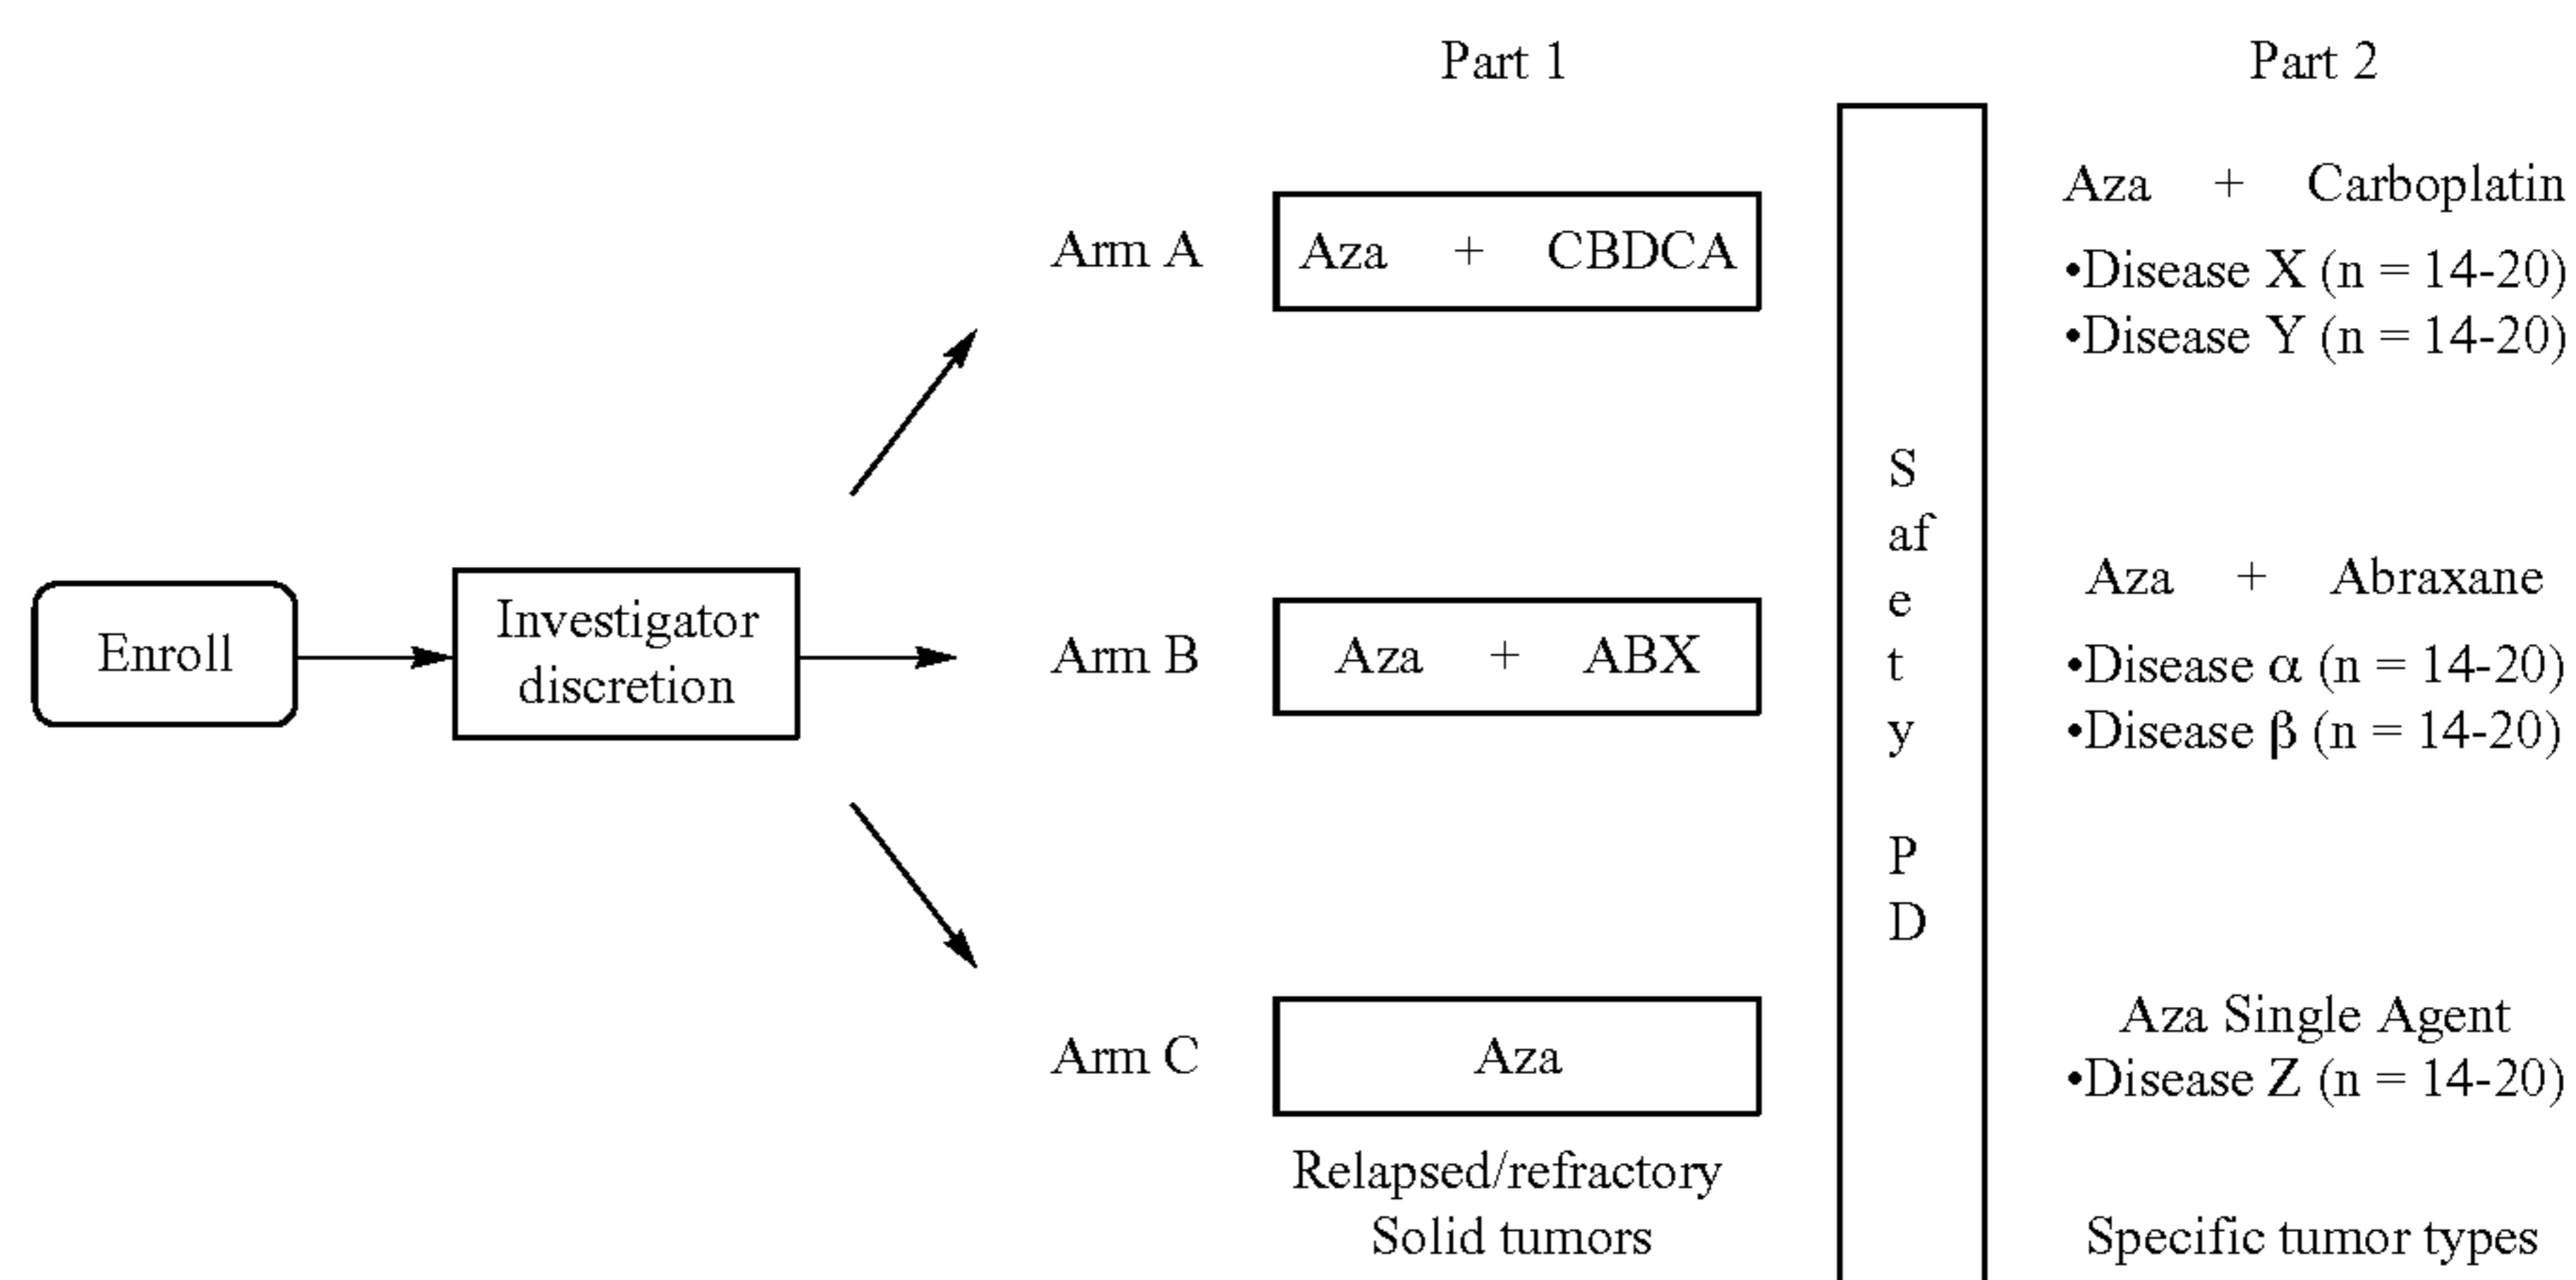 Part 1
Part 2
Enroll
Investigator
discretion
Arm A
Aza + CBDCA
Arm B
Aza + ABX
Arm C
Aza
Relapsed/refractory
Solid tumors
S
af
e
t
y
P
D
Aza + Carboplatin
•Disease X (n = 14-20)
•Disease Y (n = 14-20)
Aza + Abraxane
•Disease α (n = 14-20)
•Disease β (n = 14-20)
Aza Single Agent
•Disease Z (n = 14-20)
Specific tumor types